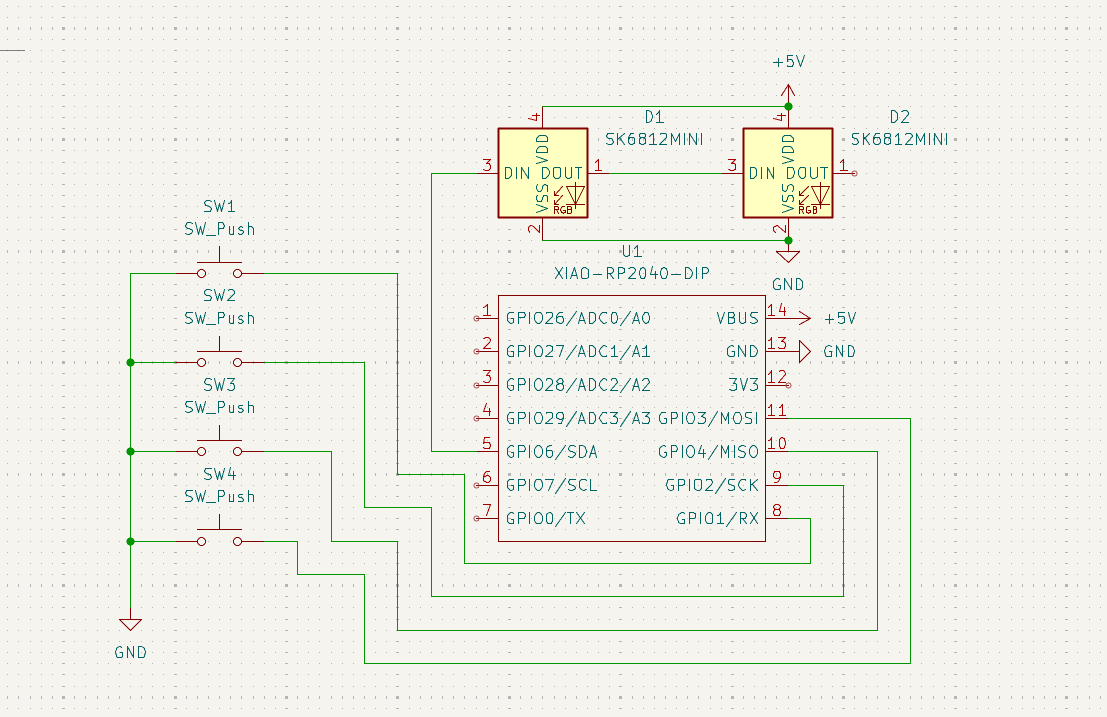 +5V
D1
SK6812MINI
D2
SK6812MINI
4
VDD
3
DIN
DOUT
1
VSS
RGB
2
4
VDD
3
DIN
DOUT
1
VSS
RGB
2
GND
SW1
SW_Push
SW2
SW_Push
SW3
SW_Push
SW4
SW_Push
GND
U1
XIAO-RP2040-DIP
1 GPIO26/ADC0/A0 VBUS 14 +5V
2 GPIO27/ADC1/A1 GND 13 GND
3 GPIO28/ADC2/A2 3V3 12
4 GPIO29/ADC3/A3 GPIO3/MOSI 11
5 GPIO6/SDA GPIO4/MISO 10
6 GPIO7/SCL GPIO2/SCK 9
7 GPIO0/TX GPIO1/RX 8